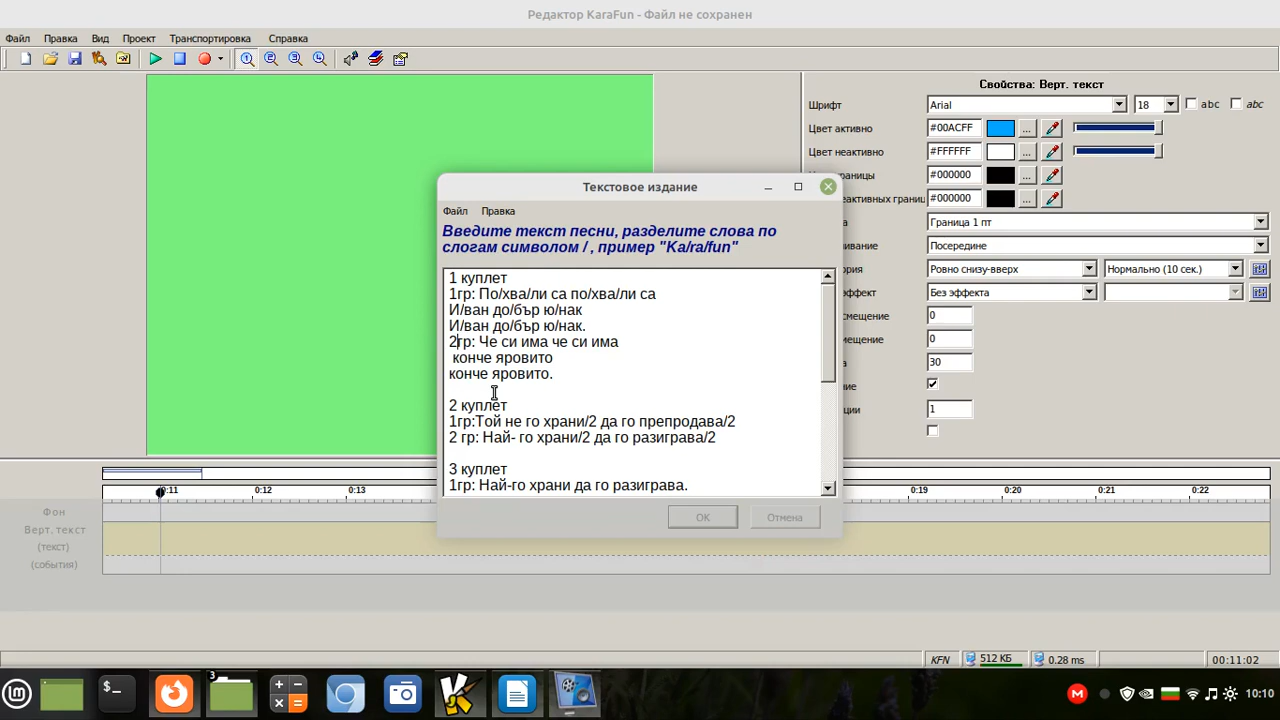 Редактор KaraFun - Файл не сохранен
Файл Правка Вид Проект Транспортировка Справка
Свойства: Верт. текст
Шрифт Arial 18 abc abc
Цвет активно #00ACFF ...
Цвет неактивно #FFFFFF ...
#000000 ...
#000000 ...
Граница 1 пт
Посередине
Ровно снизу-вверх Нормально (10 сек.)
Без эффекта
0
0
30
1
Текстовое издание
Файл Правка
Введите текст песни, разделите слова по
слогам символом / , пример "Ka/ra/fun"
1 куплет
1гр: По/хва/ли са по/хва/ли са
И/ван до/бър ю/нак
И/ван до/бър ю/нак.
2гр: Че си има че си има
конче яровито
конче яровито.
2 куплет
1гр:Той не го храни/2 да го препродава/2
2 гр: Най- го храни/2 да го разиграва/2
3 куплет
1гр: Най-го храни да го разиграва.
OK Отмена
0:11 0:12 0:13 0:19 0:20 0:21 0:22
Фон
Верт.текст
(текст)
(события)
KFN 512 КБ 0.28 ms 00:11:02
3
10:10